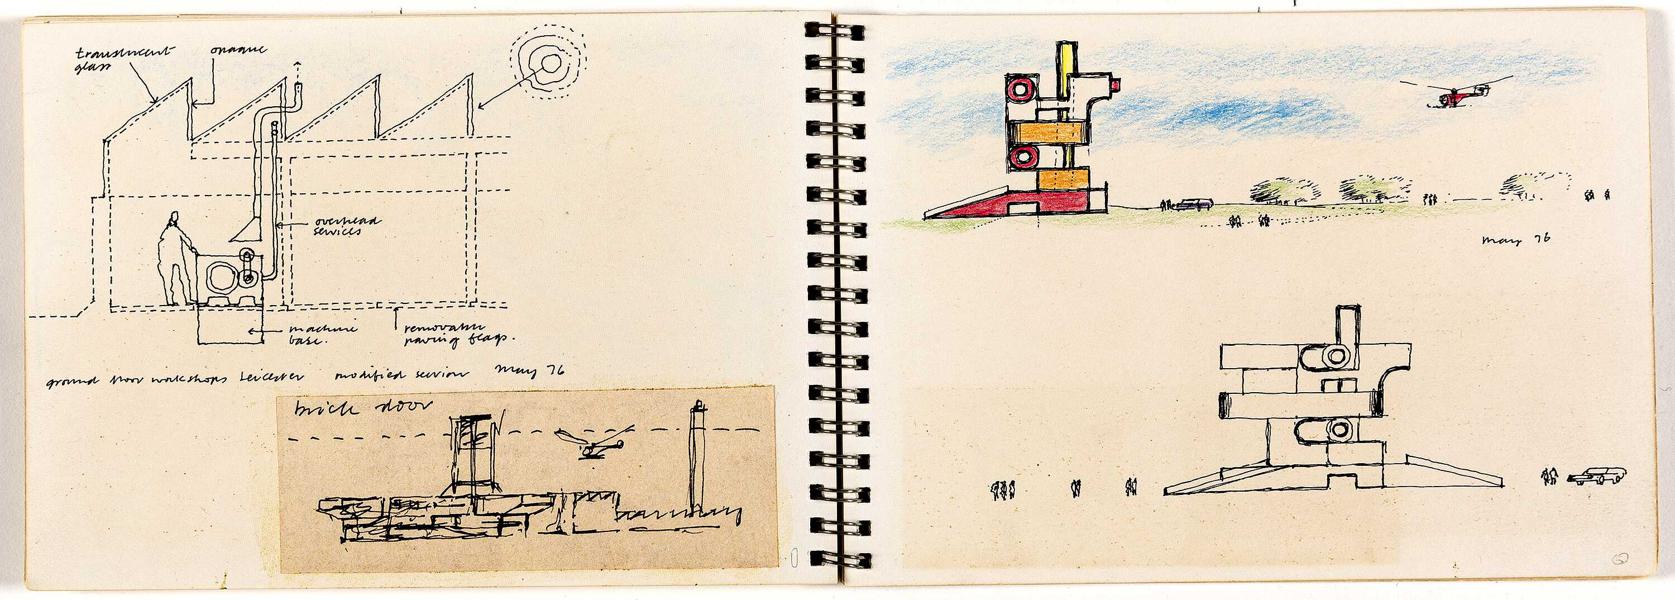 translucent
glass
opaque
overhead
services
machine
base.
removable
paving flags.
ground floor workshops Leicester modified section May 76
brick door
May 76